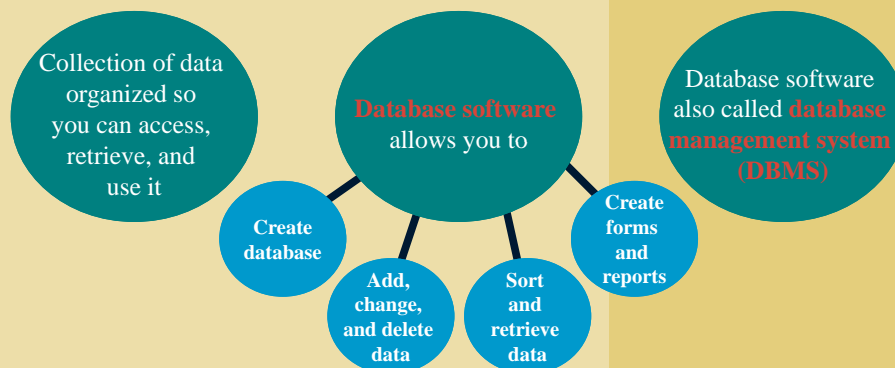 Collection of data
organized so
you can access,
retrieve, and
use it
Database software
allows you to
Database software
also called database
management system
(DBMS)
Create
database
Add,
change,
and delete
data
Sort
and
retrieve
data
Create
forms
and
reports